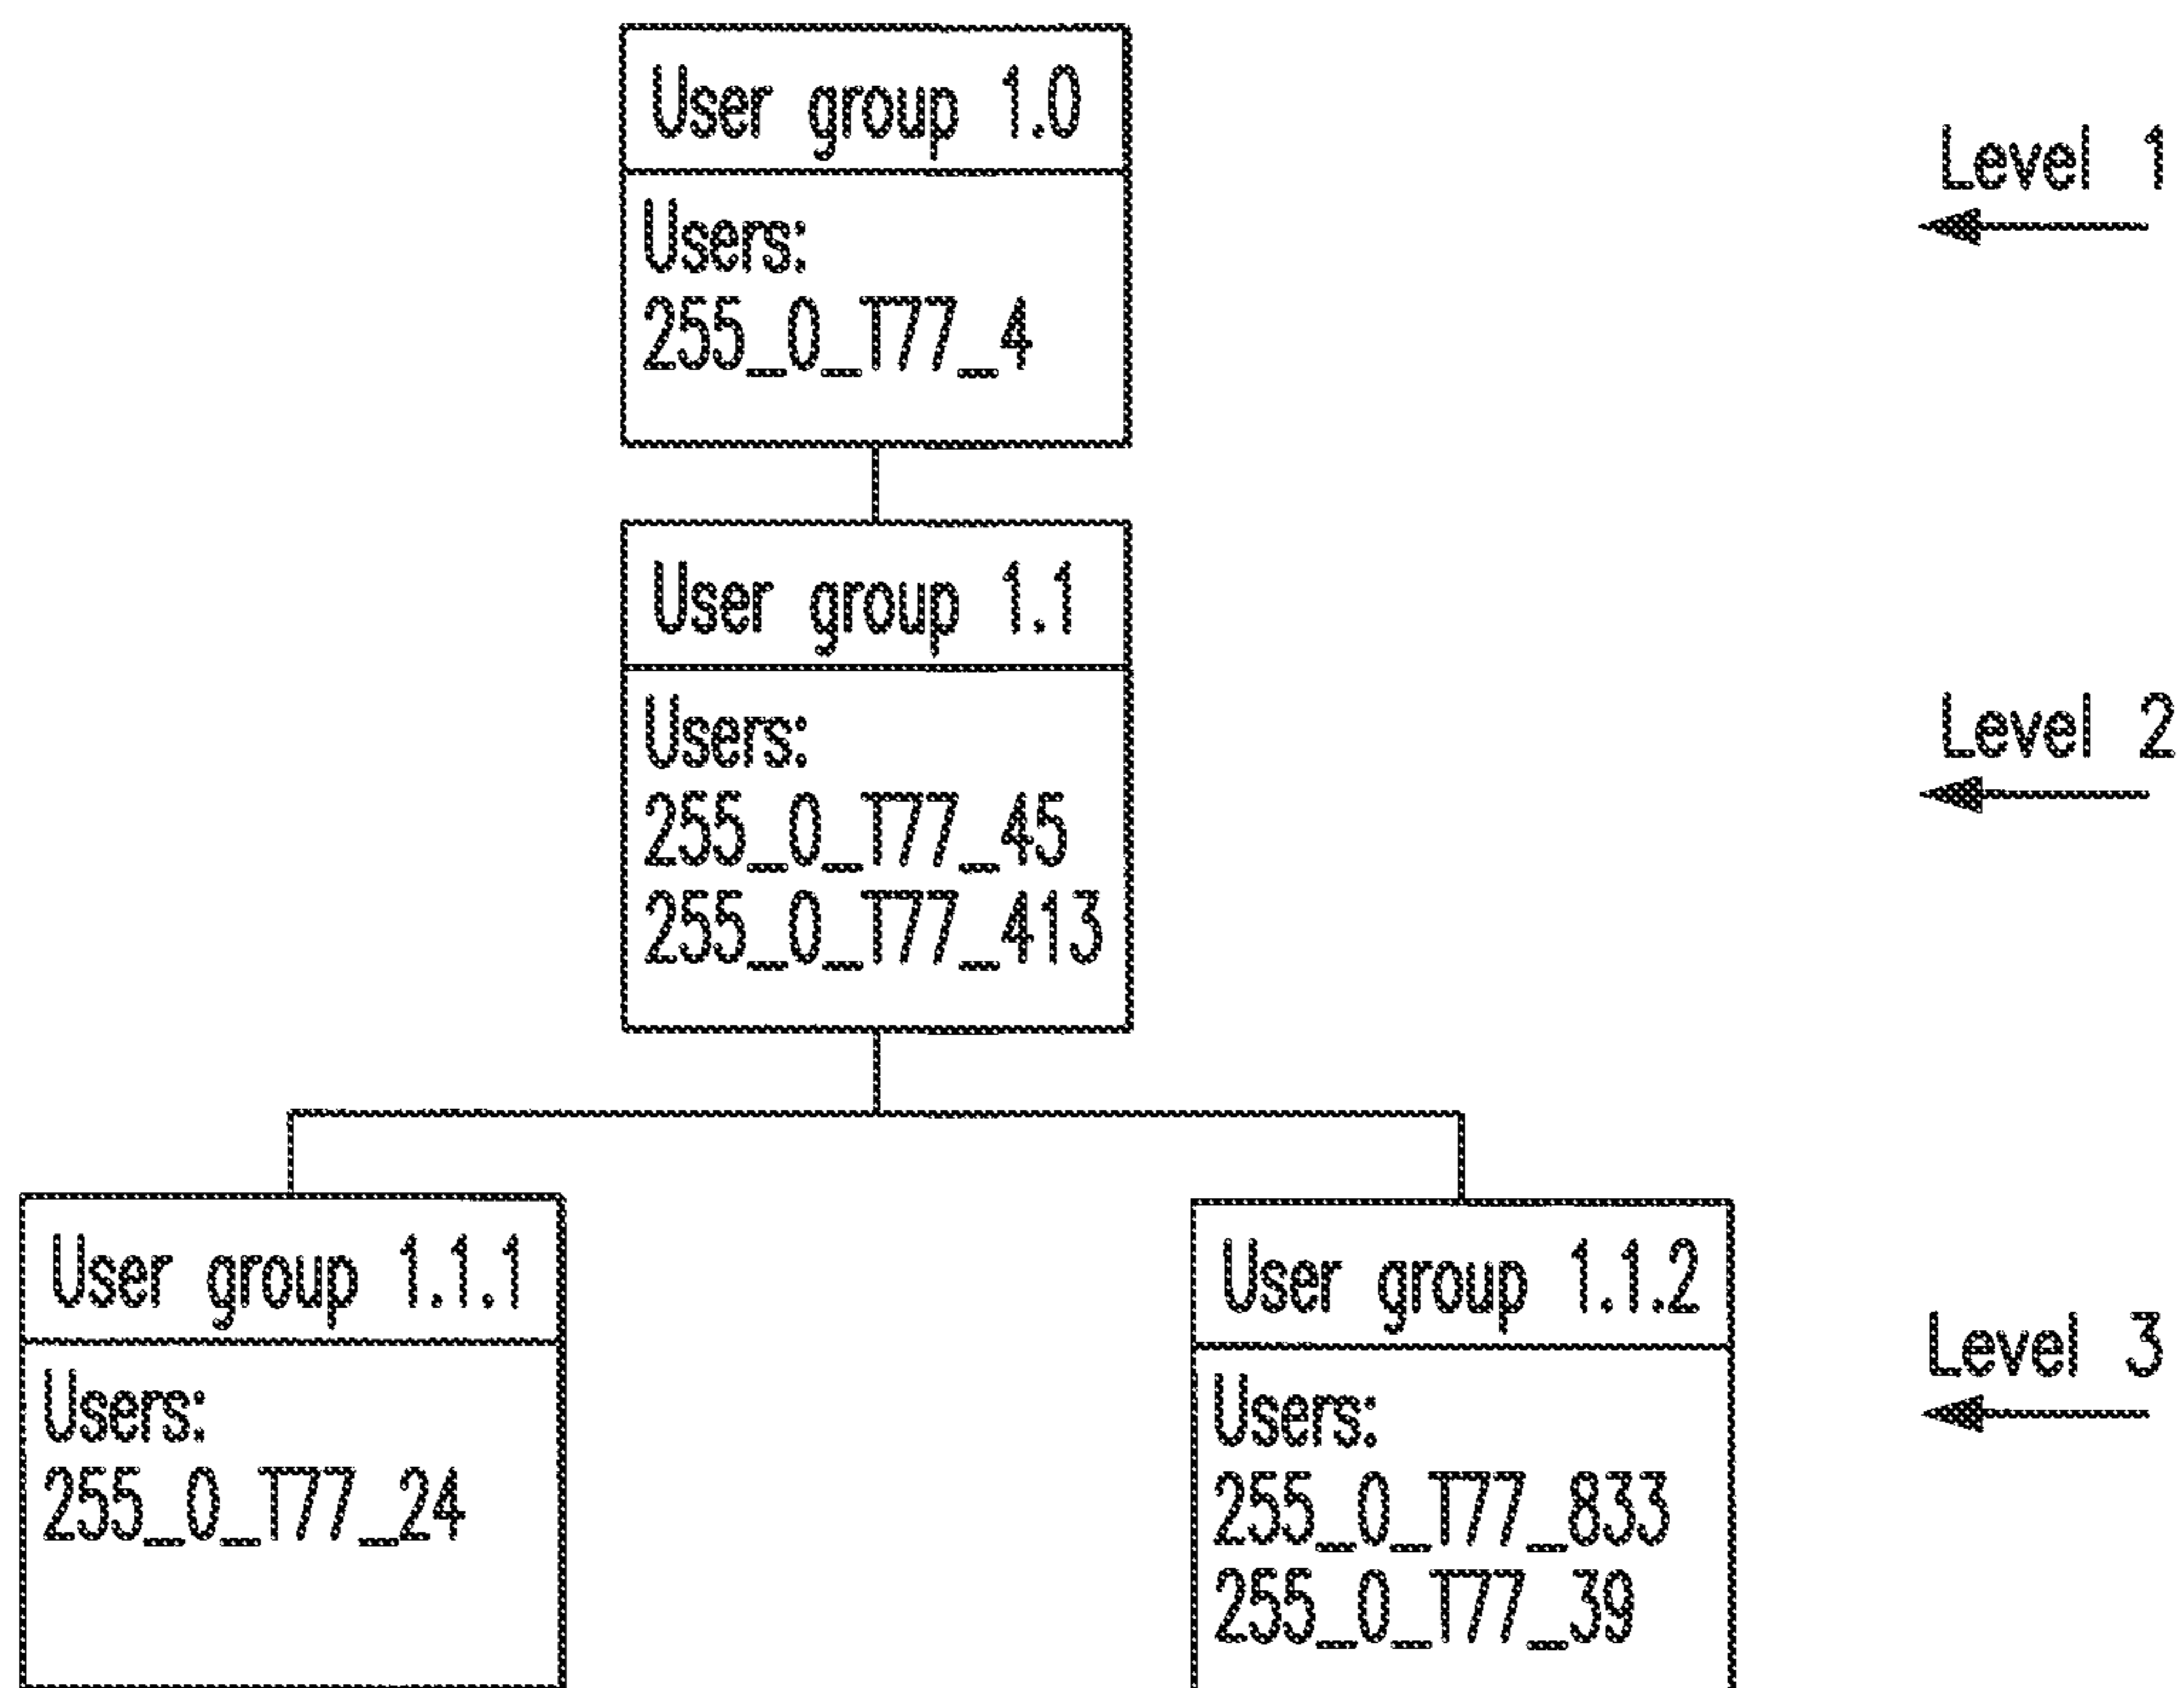 User group 1.0
Users:
255_0_T77_4
Level 1
User group 1.1
Users:
255_0_T77_45
255_0_T77_413
Level 2
User group 1.1.1
Users:
255_0_T77_24
User group 1.1.2
Users:
255_0_T77_833
255_0_T77_39
Level 3